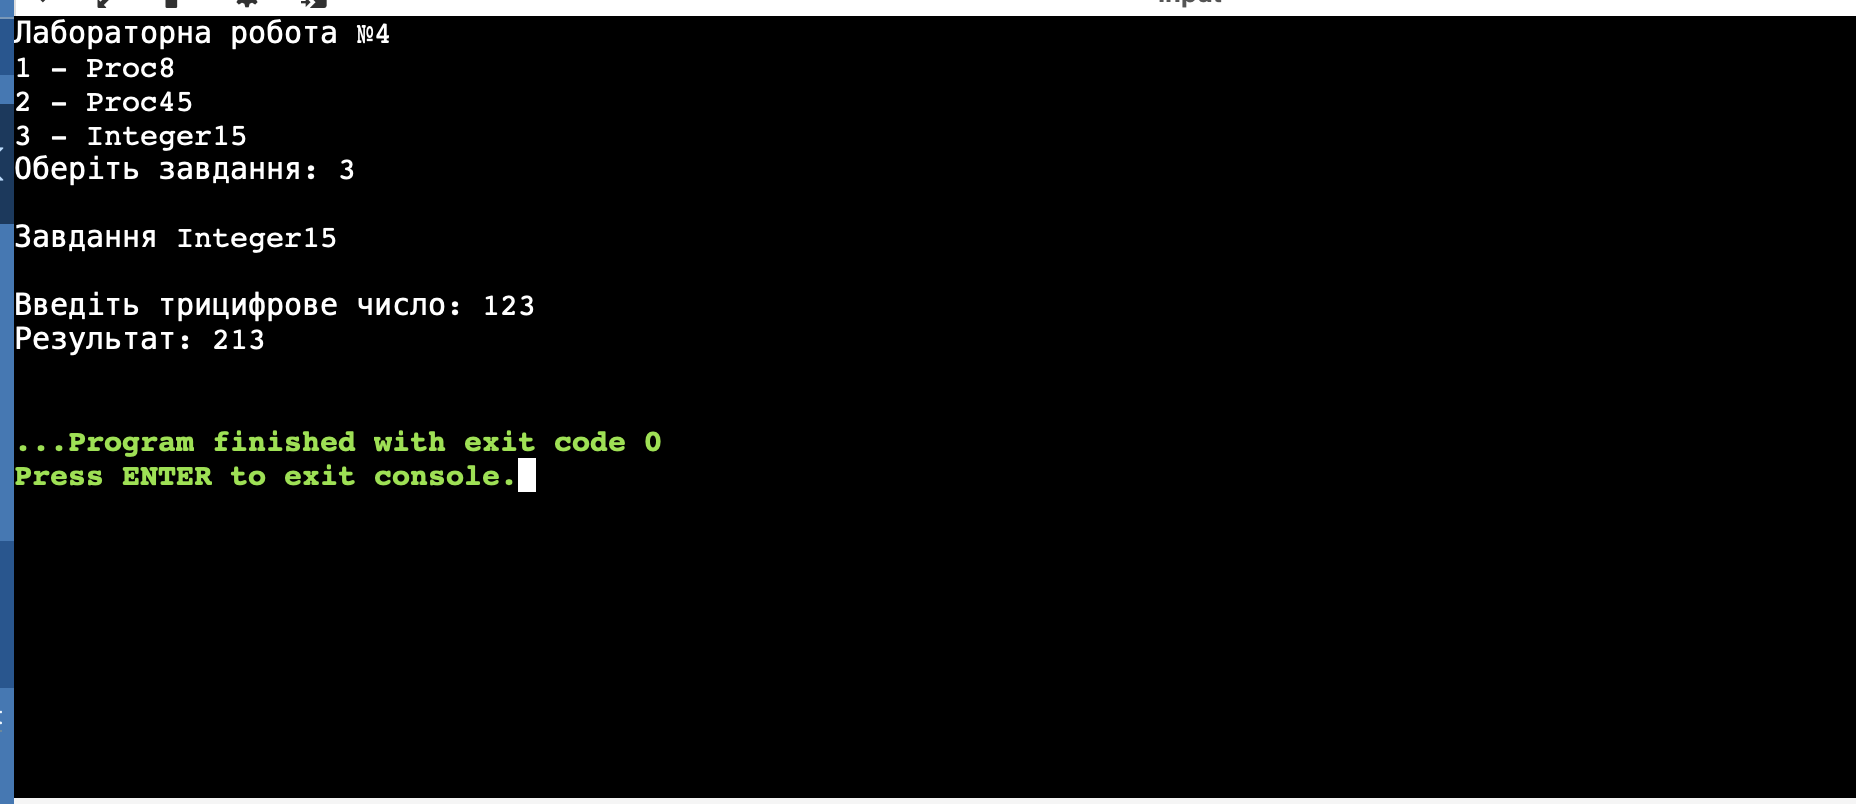 Лабораторна робота №4
1 - Proc8
2 - Proc45
3 - Integer15
Оберіть завдання: 3
Завдання Integer15
Введіть трицифрове число: 123
Результат: 213
...Program finished with exit code 0
Press ENTER to exit console.